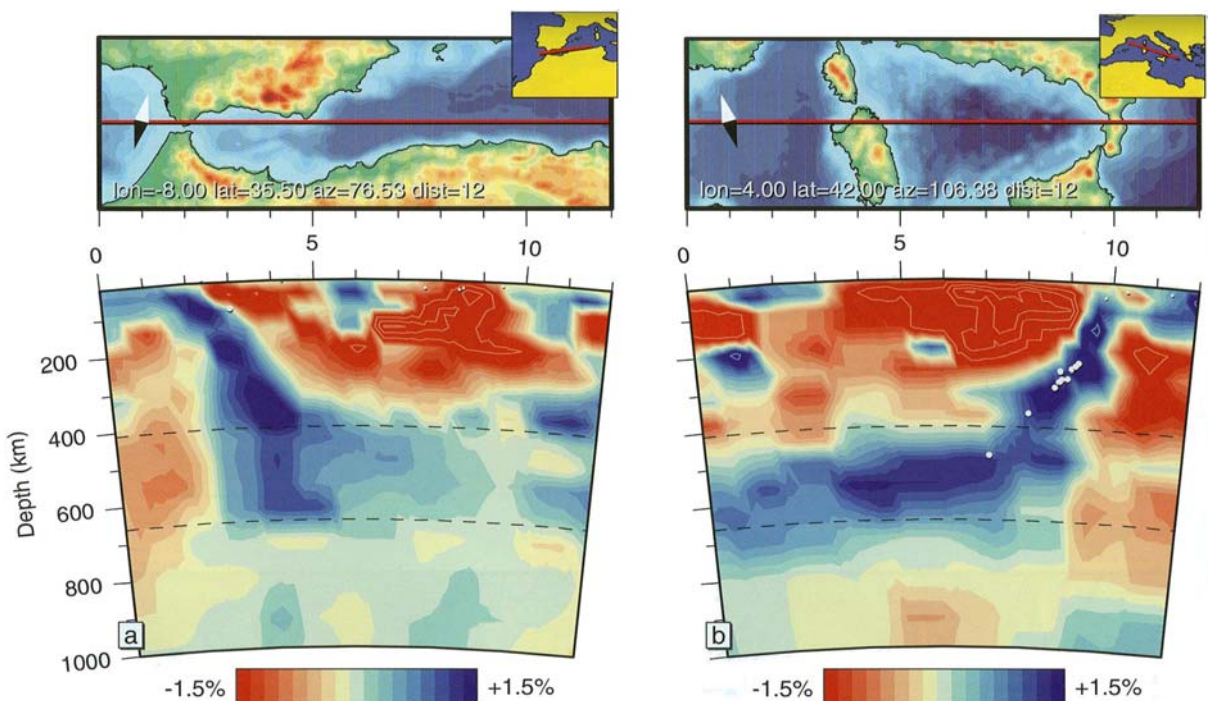 lon=-8.00 lat=35.50 az=76.53 dist=12
lon=4.00 lat=42.00 az=106.38 dist=12
0 5 10
0 5 10
Depth (km)
200
400
600
800
1000
a
b
-1.5% +1.5%
-1.5% +1.5%